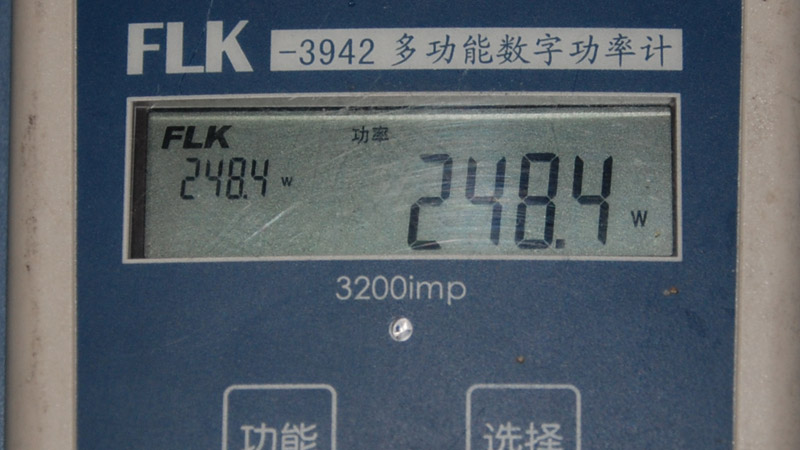 FLK -3942 多功能数字功率计
FLK 功率
248.4 W 248.4 W
3200imp
功能 选择